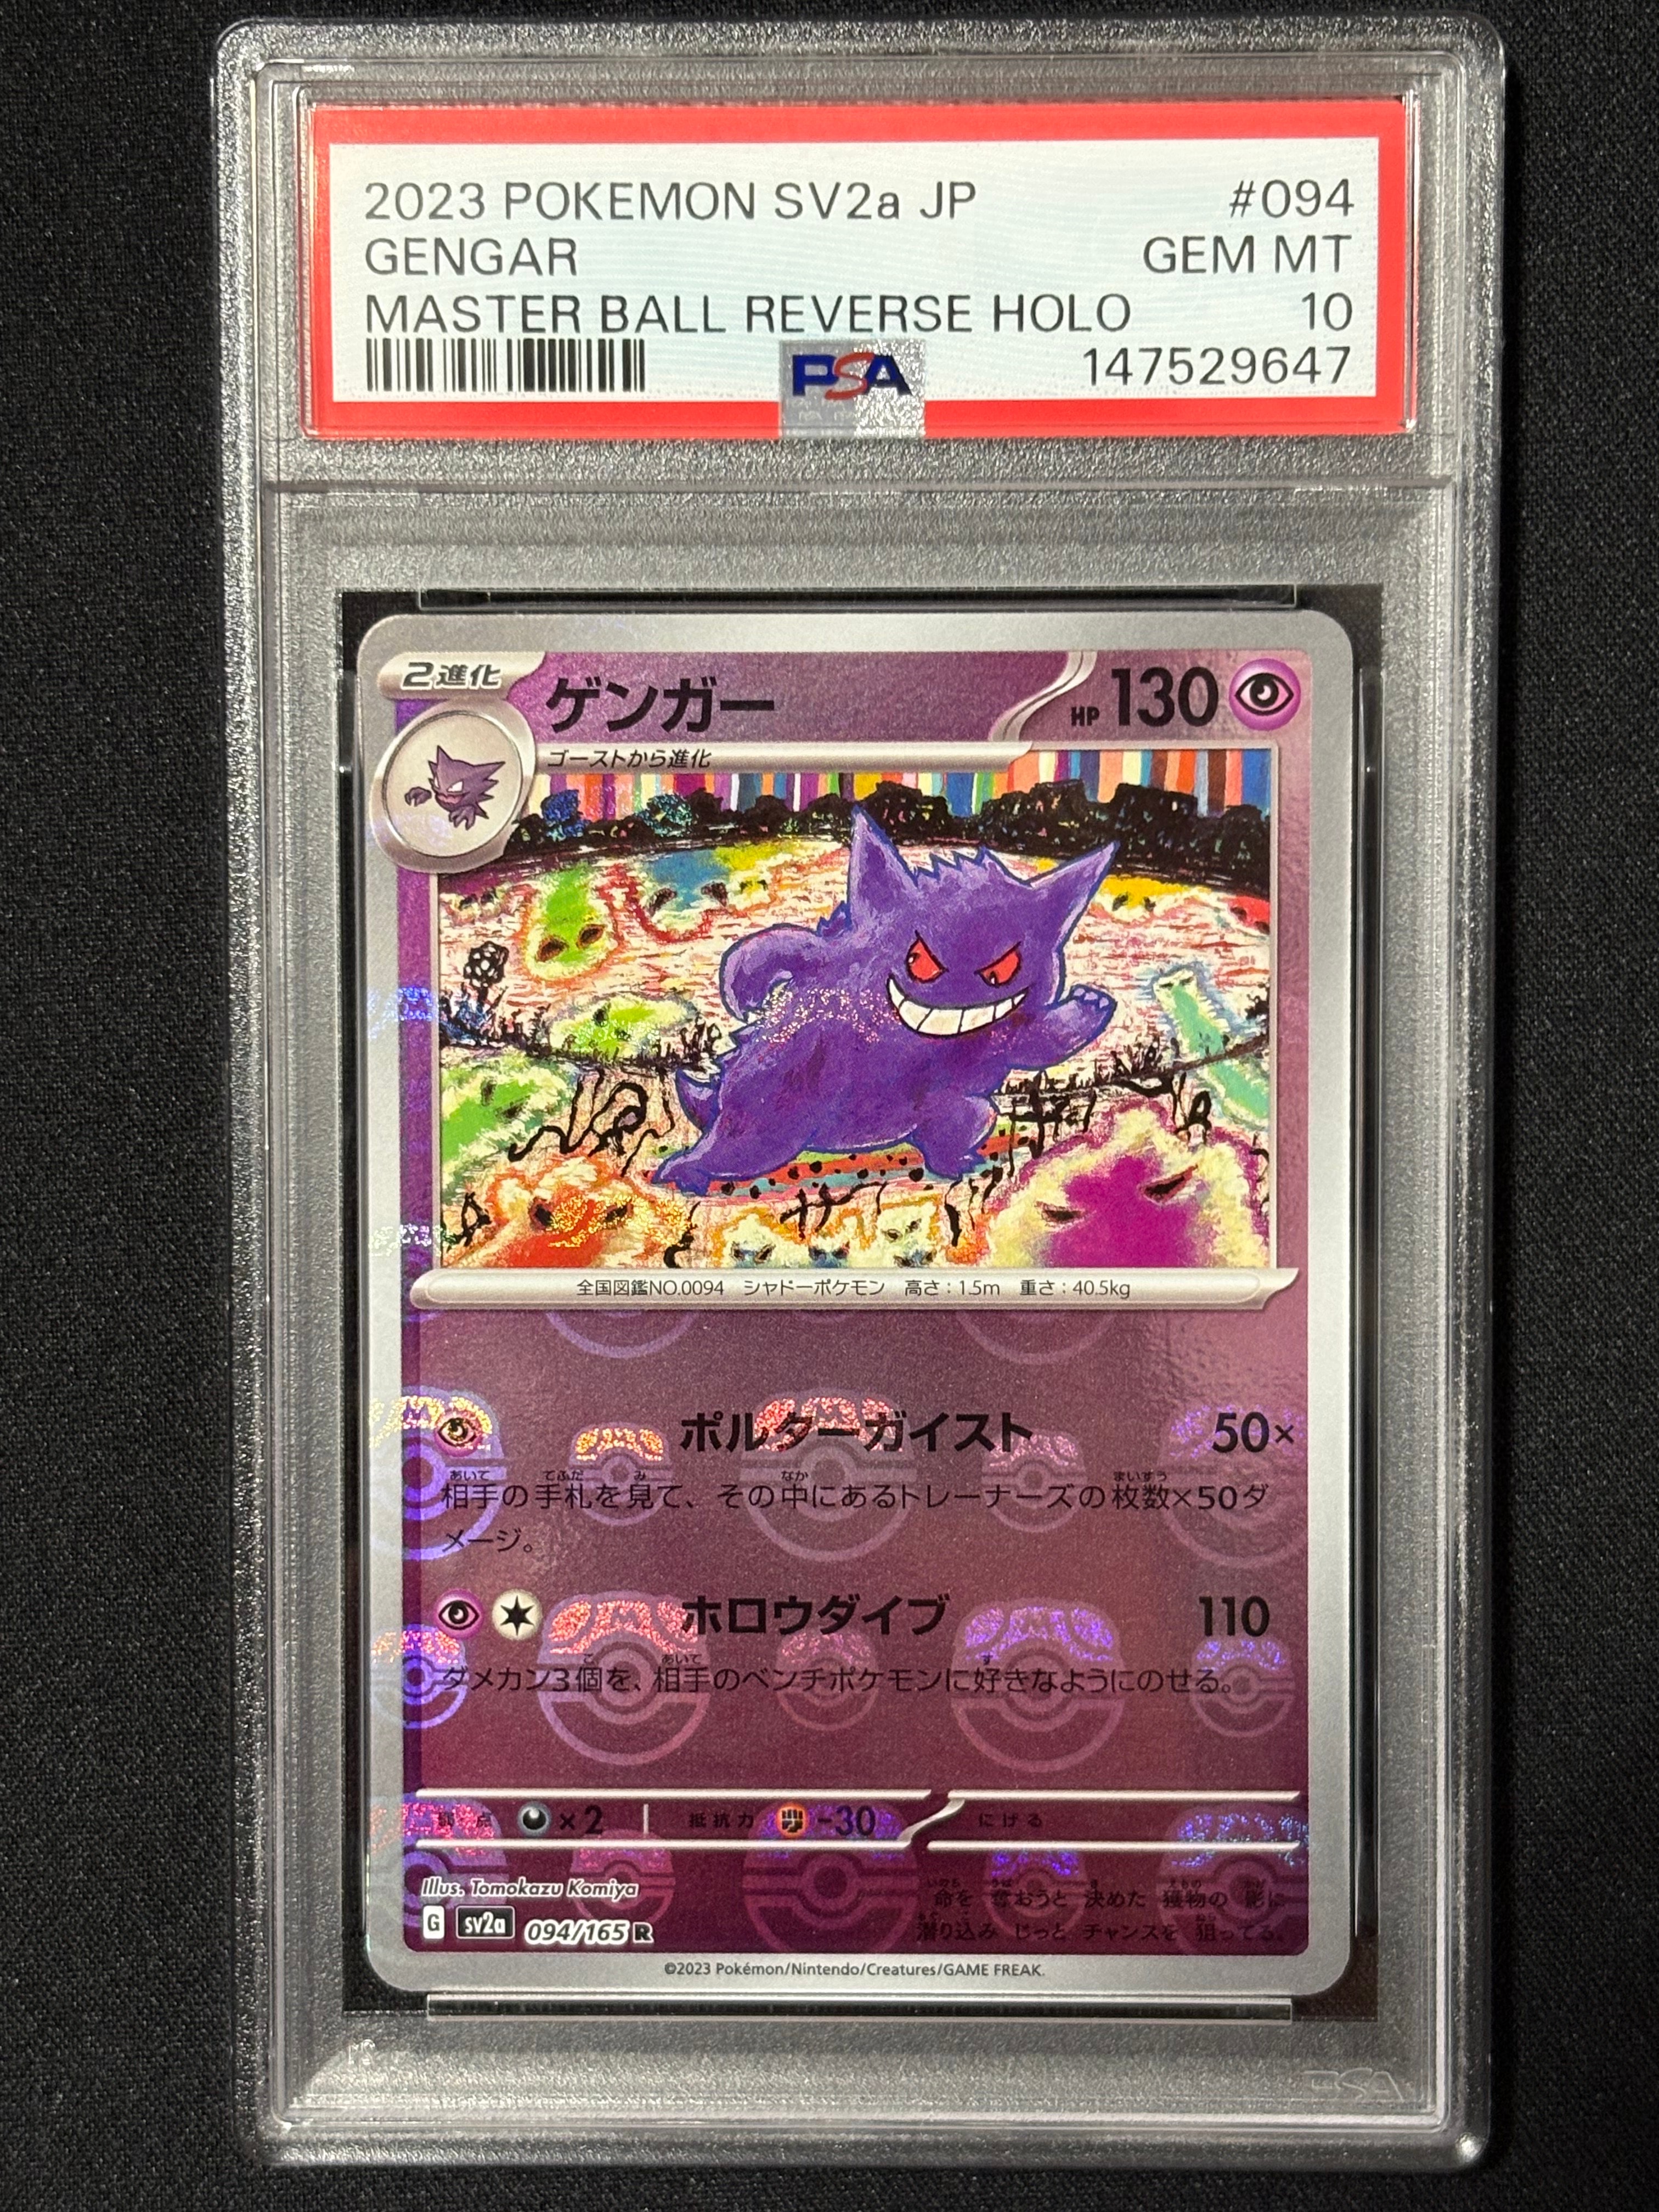 2023 POKEMON SV2a JP #094
GENGAR GEM MT
MASTER BALL REVERSE HOLO 10
PSA 147529647
2進化 ゲンガー HP 130
ゴーストから進化
全国図鑑NO.0094 シャドーポケモン 高さ:1.5m 重さ:40.5kg
ポルターガイスト 50×
相手の手札を見て、その中にあるトレーナーズの枚数×50ダ
メージ。
ホロウダイブ 110
ダメカン3個を、相手のベンチポケモンに好きなようにのせる。
弱点 ×2 抵抗力 -30 にげる
Illus. Tomokazu Komiya
命を 奪おうと 決めた 獲物の 影に
G sv2a 094/165 R 潜り込み じっと チャンスを 狙ってる。
©2023 Pokémon/Nintendo/Creatures/GAME FREAK.
PSA